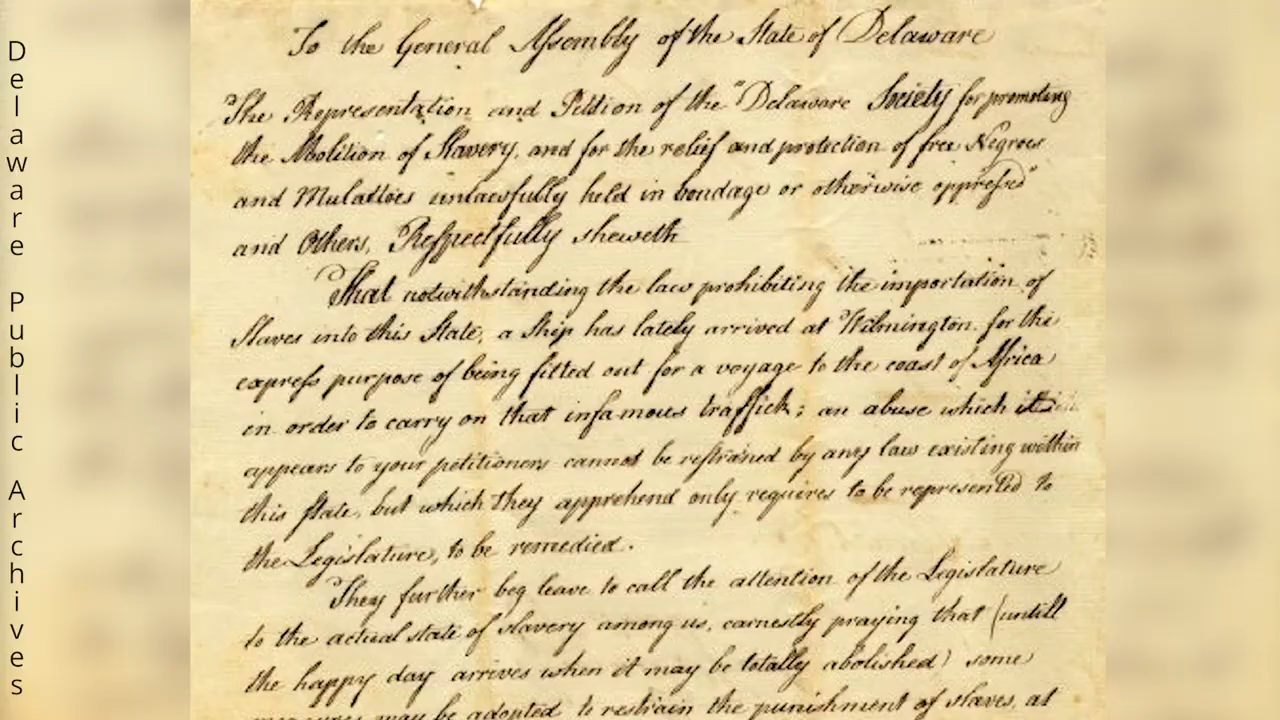 Delaware Public Archives
To the General Assembly of the State of Delaware
The Representation and Petition of the "Delaware Society for promoting
the Abolition of Slavery, and for the relief and protection of free Negroes
and Mulattoes unlawfully held in bondage or otherwise oppressed"
and Others, Respectfully sheweth
That notwithstanding the law prohibiting the importation of
Slaves into this State, a Ship has lately arrived at Wilmington for the
express purpose of being fitted out for a voyage to the coast of Africa
in order to carry on that infamous traffick; an abuse which it
appears to your petitioners cannot be restrained by any law existing within
this State, but which they apprehend only requires to be represented to
the Legislature, to be remedied.
They further beg leave to call the attention of the Legislature
to the actual state of slavery among us, earnestly praying that (untill
the happy day arrives when it may be totally abolished) some
measures may be adopted to restrain the punishment of slaves, at